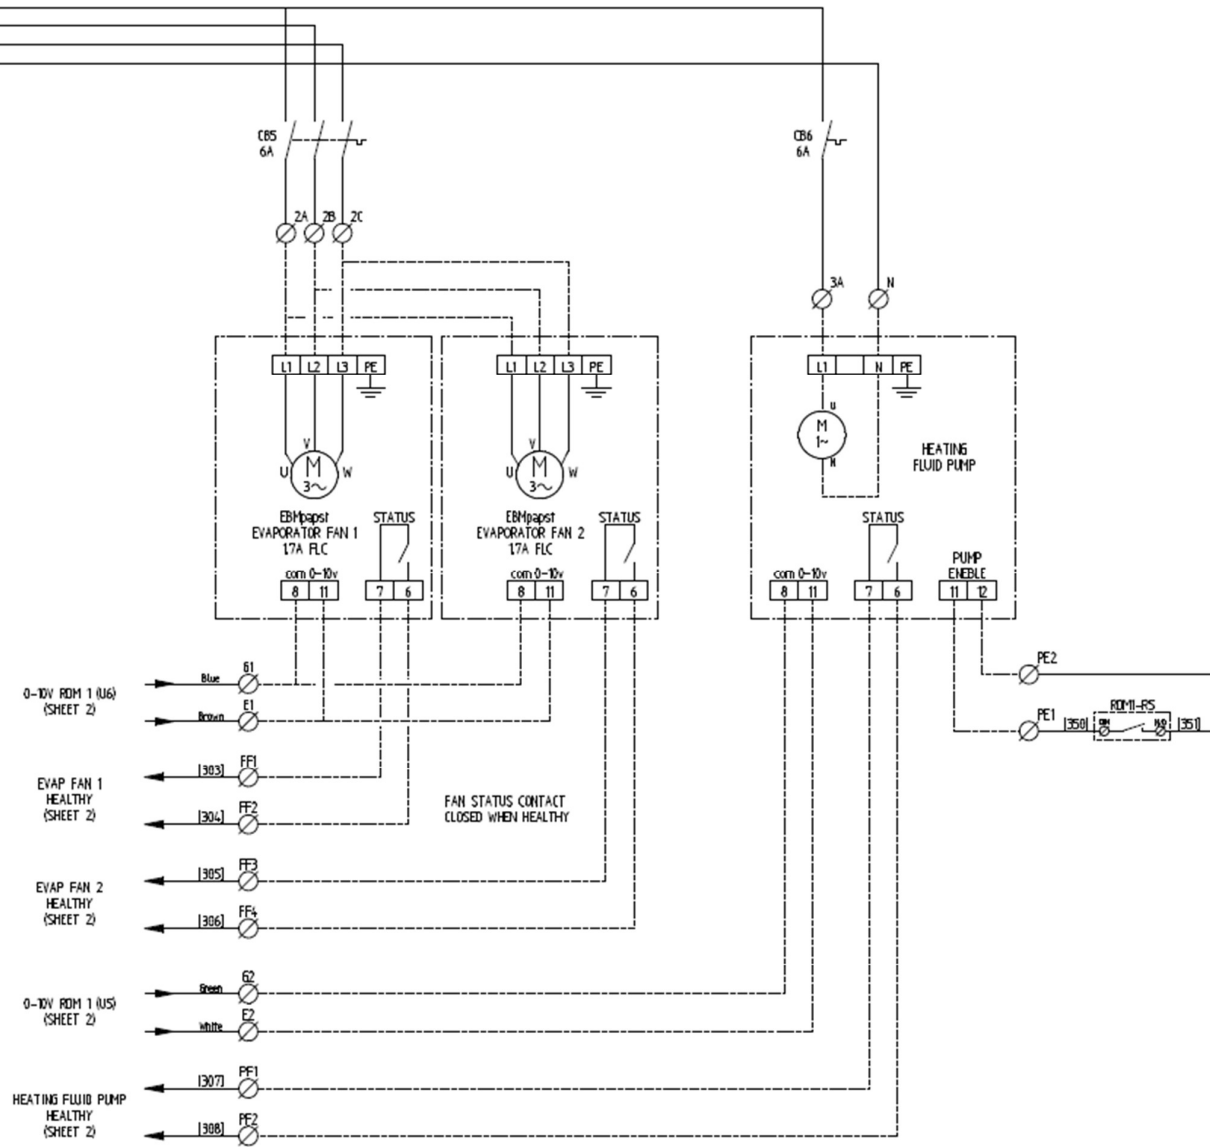 CB5
6A
CB6
6A
2A
2B
2C
3A
N
L1
L2
L3
PE
L1
L2
L3
PE
L1
N
PE
U
V
W
M
3~
U
V
W
M
3~
U
M
1~
N
HEATING
FLUID PUMP
EBMpapst
EVAPORATOR FAN 1
1.7A FLC
STATUS
EBMpapst
EVAPORATOR FAN 2
1.7A FLC
STATUS
STATUS
PUMP
ENEBLE
com 0-10v
8
11
7
6
com 0-10v
8
11
7
6
com 0-10v
8
11
7
6
11
12
0-10V RDM 1 (U6)
(SHEET 2)
Blue
G1
Brown
E1
PE2
PE1
[350]
RDM1-R5
COM
N/O
[351]
EVAP FAN 1
HEALTHY
(SHEET 2)
[303]
FF1
[304]
FF2
FAN STATUS CONTACT
CLOSED WHEN HEALTHY
EVAP FAN 2
HEALTHY
(SHEET 2)
[305]
FF3
[306]
FF4
0-10V RDM 1 (U5)
(SHEET 2)
Green
G2
White
E2
HEATING FLUID PUMP
HEALTHY
(SHEET 2)
[307]
PF1
[308]
PF2